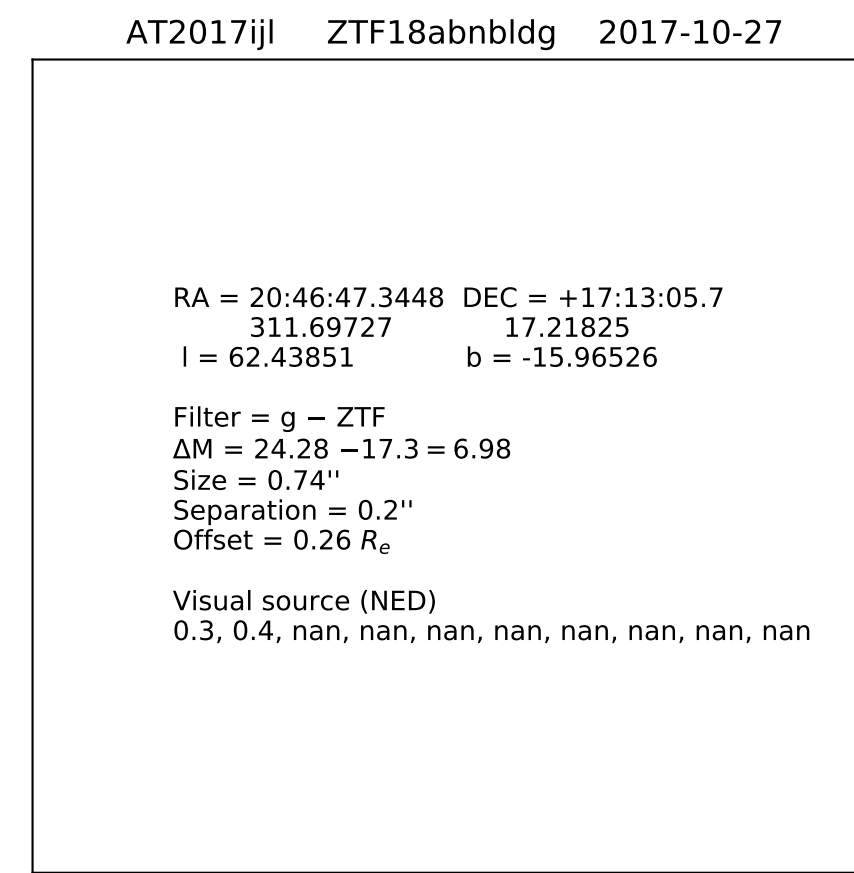 AT2017ijl ZTF18abnbldg 2017-10-27
RA = 20:46:47.3448 DEC = +17:13:05.7
311.69727 17.21825
l = 62.43851 b = -15.96526
Filter = g − ZTF
ΔM = 24.28 −17.3 = 6.98
Size = 0.74''
Separation = 0.2''
Offset = 0.26 Re
Visual source (NED)
0.3, 0.4, nan, nan, nan, nan, nan, nan, nan, nan